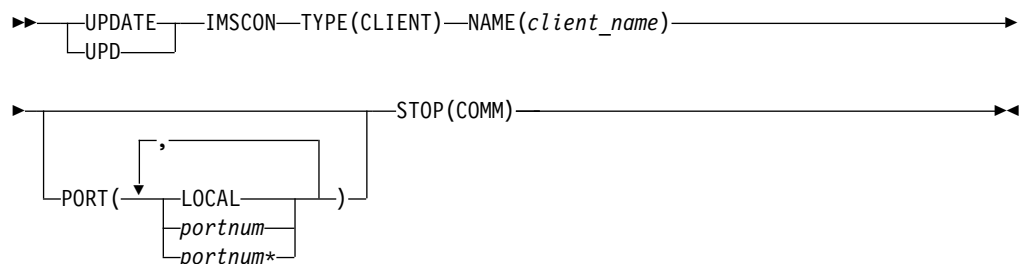 UPDATE IMSCON TYPE(CLIENT) NAME(client_name)
UPD
STOP(COMM)
,
PORT( LOCAL )
portnum
portnum*